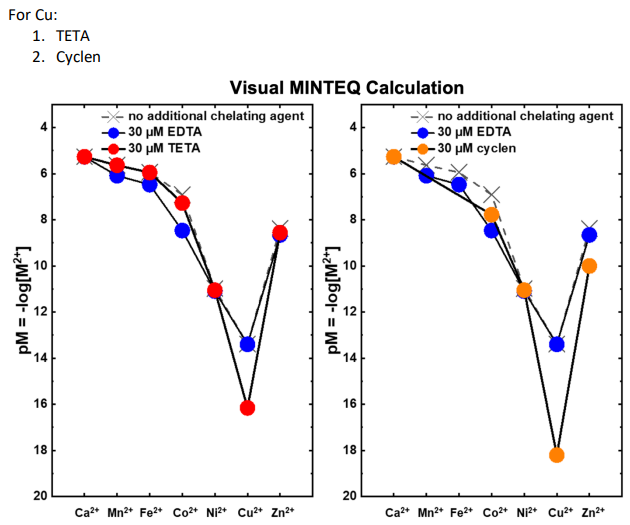 For Cu:
1. TETA
2. Cyclen
Visual MINTEQ Calculation
no additional chelating agent
30 μM EDTA
30 μM TETA
4
6
8
10
12
14
16
18
20
pM = -log[M²⁺]
Ca²⁺ Mn²⁺ Fe²⁺ Co²⁺ Ni²⁺ Cu²⁺ Zn²⁺
no additional chelating agent
30 μM EDTA
30 μM cyclen
4
6
8
10
12
14
16
18
20
pM = -log[M²⁺]
Ca²⁺ Mn²⁺ Fe²⁺ Co²⁺ Ni²⁺ Cu²⁺ Zn²⁺